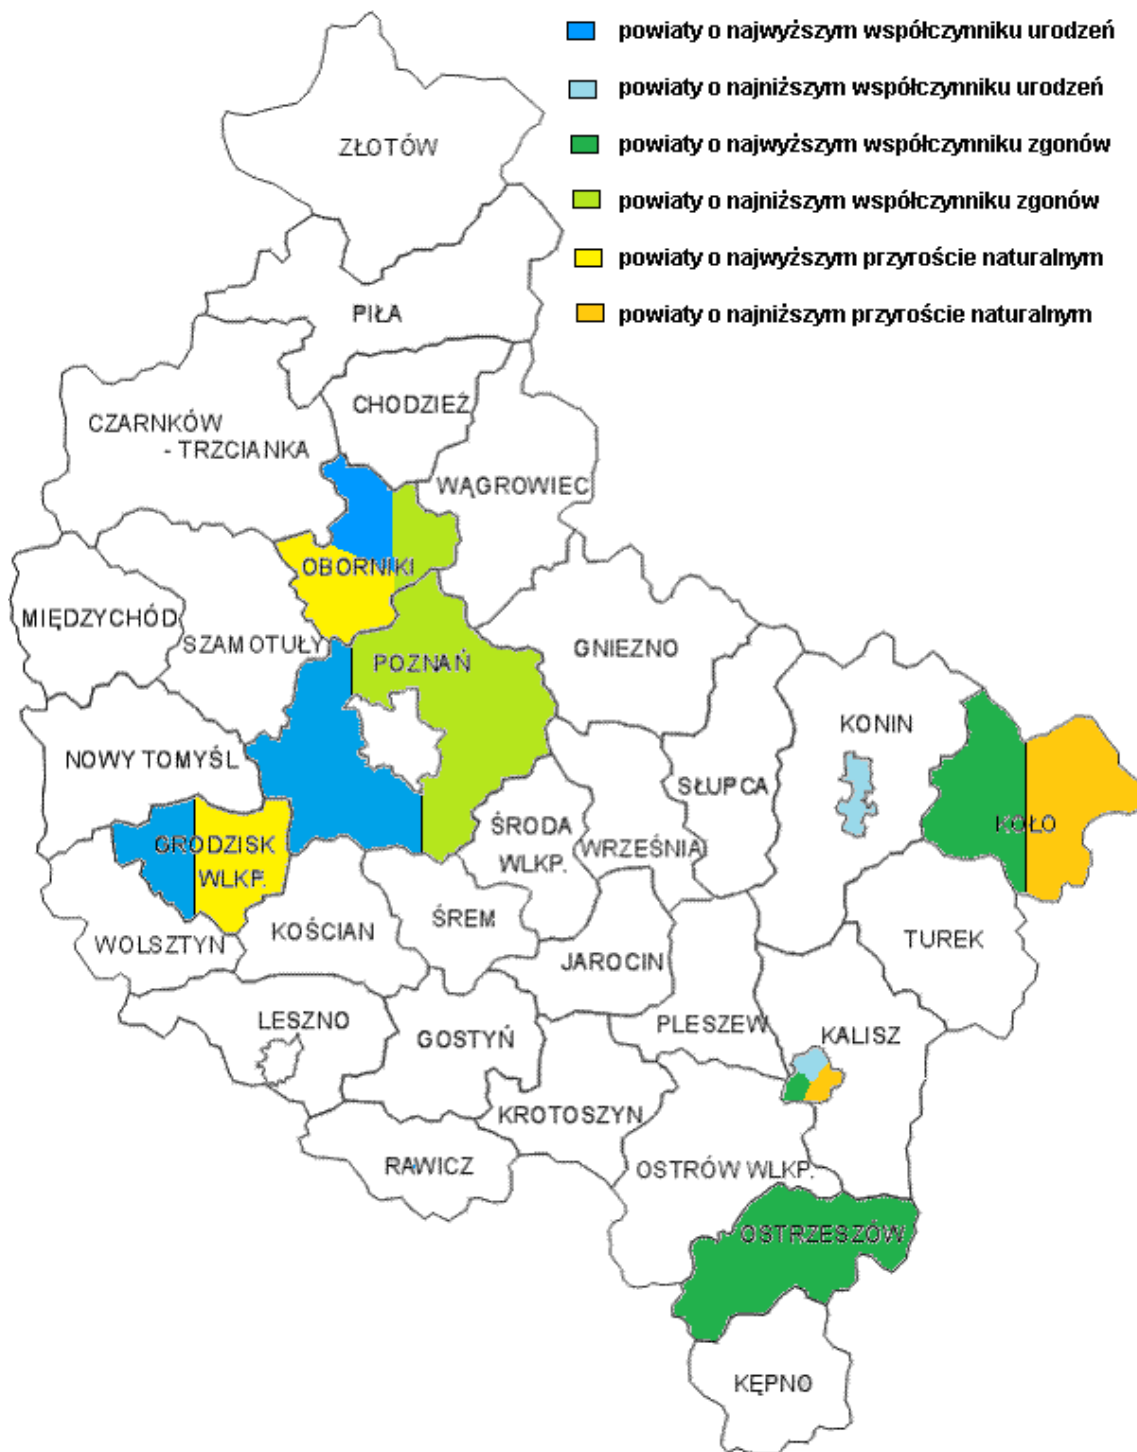 powiaty o najwyższym współczynniku urodzeń
powiaty o najniższym współczynniku urodzeń
powiaty o najwyższym współczynniku zgonów
powiaty o najniższym współczynniku zgonów
powiaty o najwyższym przyroście naturalnym
powiaty o najniższym przyroście naturalnym
ZŁOTÓW
PIŁA
CHODZIEŻ
CZARNKÓW
- TRZCIANKA
WĄGROWIEC
OBORNIKI
MIĘDZYCHÓD
SZAMOTUŁY
POZNAŃ
GNIEZNO
KONIN
NOWY TOMYŚL
SŁUPCA
ŚRODA
WLKP.
WRZEŚNIA
KOŁO
GRODZISK
WLKP.
WOLSZTYN
KOŚCIAN
ŚREM
JAROCIN
TUREK
LESZNO
GOSTYŃ
PLESZEW
KALISZ
KROTOSZYN
RAWICZ
OSTRÓW WLKP.
OSTRZESZÓW
KĘPNO